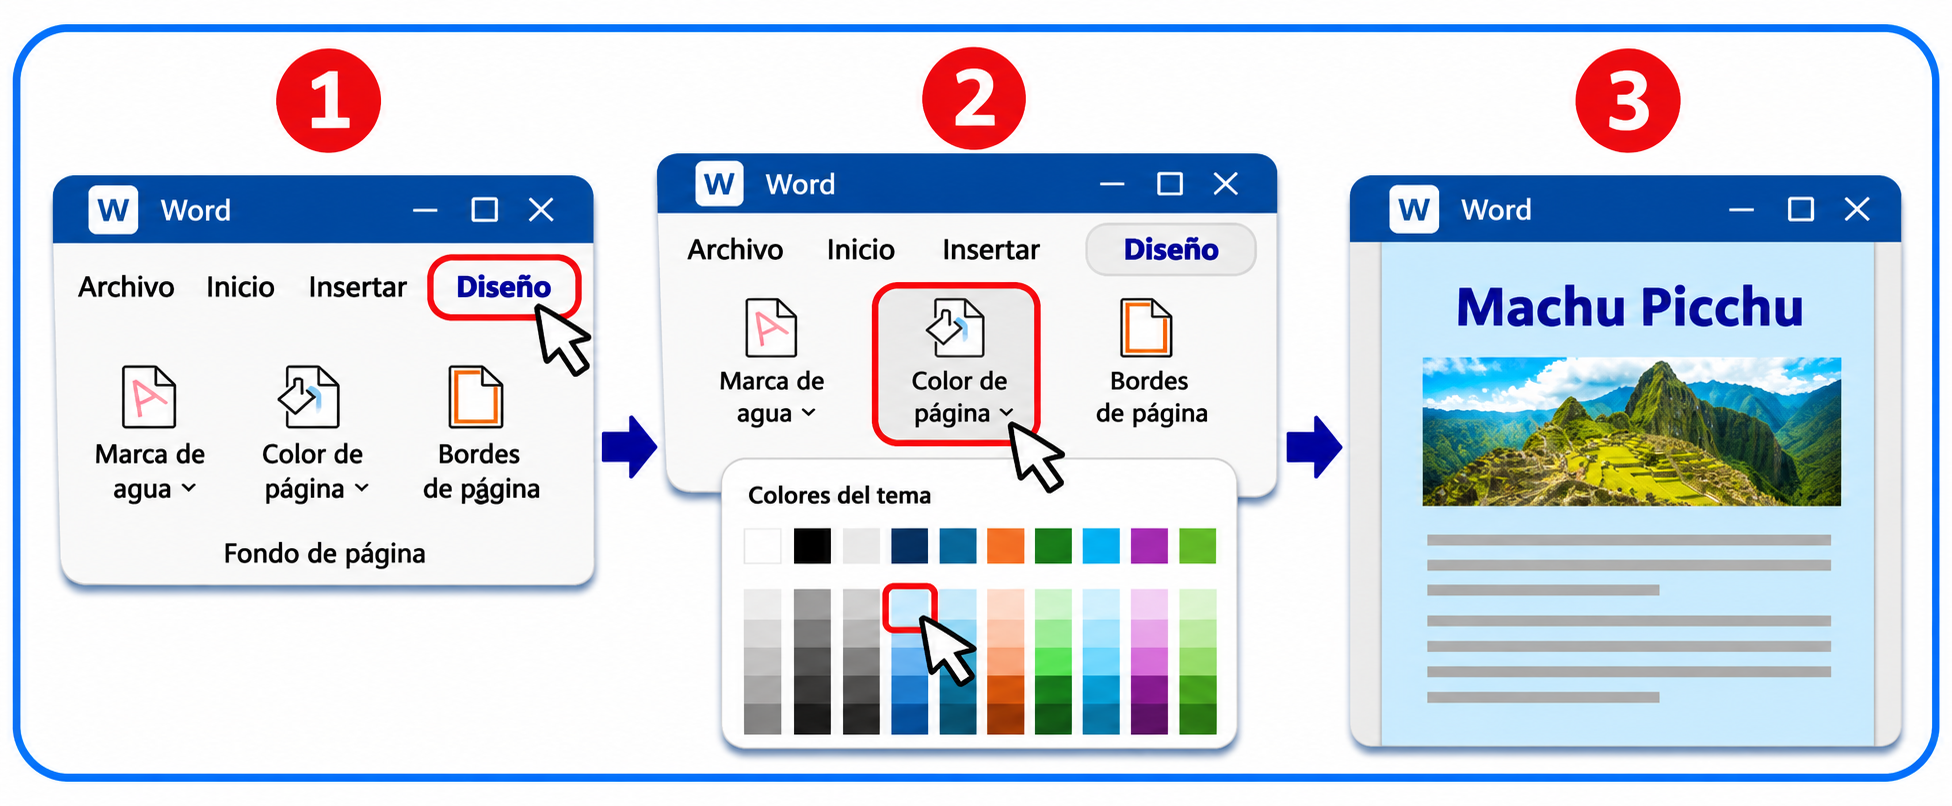 1
W Word
Archivo Inicio Insertar Diseño
Marca de
agua
Color de
página
Bordes
de página
Fondo de página
2
W Word
Archivo Inicio Insertar Diseño
Marca de
agua
Color de
página
Bordes
de página
Colores del tema
3
W Word
Machu Picchu